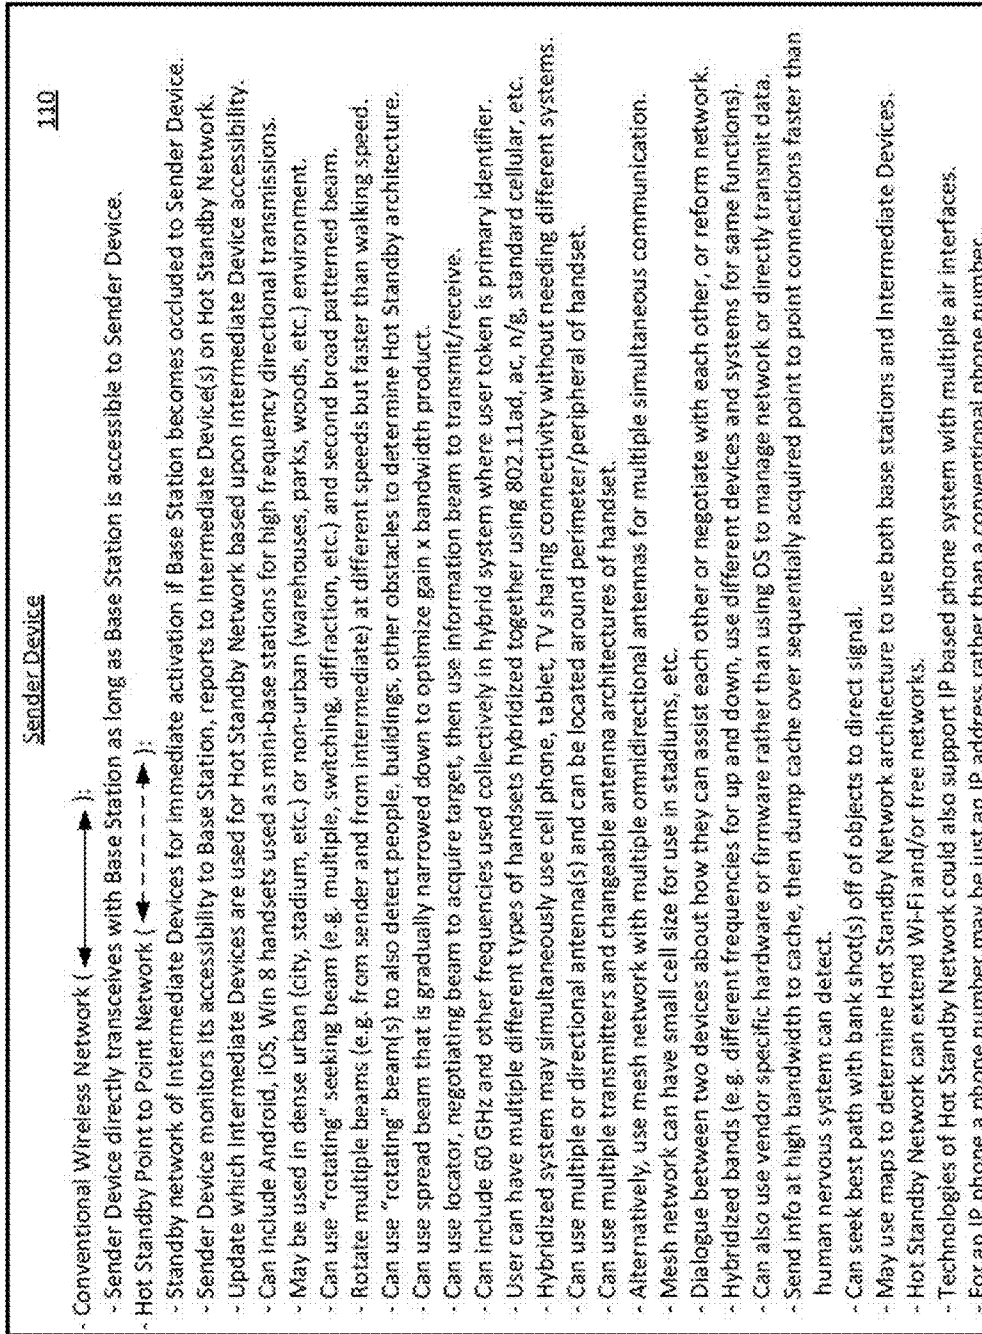 Sender Device 110
- Conventional Wireless Network ( ):
- Sender Device directly transceives with Base Station as long as Base Station is accessible to Sender Device.
- Hot Standby Point to Point Network ( ):
- Standby network of Intermediate Devices for immediate activation if Base Station becomes occluded to Sender Device.
- Sender Device monitors its accessibility to Base Station, reports to Intermediate Device(s) on Hot Standby Network.
- Update which Intermediate Devices are used for Hot Standby Network based upon Intermediate Device accessibility.
- Can include Android, iOS, Win 8 handsets used as mini-base stations for high frequency directional transmissions.
- May be used in dense urban (city, stadium, etc.) or non-urban (warehouses, parks, woods, etc.) environment.
- Can use "rotating" seeking beam (e.g. multiple, switching, diffraction, etc.) and second broad patterned beam.
- Rotate multiple beams (e.g. from sender and from intermediate) at different speeds but faster than walking speed.
- Can use "rotating" beam(s) to also detect people, buildings, other obstacles to determine Hot Standby architecture.
- Can use spread beam that is gradually narrowed down to optimize gain x bandwidth product.
- Can use locator, negotiating beam to acquire target, then use information beam to transmit/receive.
- Can include 60 GHz and other frequencies used collectively in hybrid system where user token is primary identifier.
- User can have multiple different types of handsets hybridized together using 802.11ad, ac, n/g, standard cellular, etc.
- Hybridized system may simultaneously use cell phone, tablet, TV sharing connectivity without needing different systems.
- Can use multiple or directional antenna(s) and can be located around perimeter/peripheral of handset.
- Can use multiple transmitters and changeable antenna architectures of handset.
- Alternatively, use mesh network with multiple omnidirectional antennas for multiple simultaneous communication.
- Mesh network can have small cell size for use in stadiums, etc.
- Dialogue between two devices about how they can assist each other or negotiate with each other, or reform network.
- Hybridized bands (e.g. different frequencies for up and down, use different devices and systems for same functions).
- Can also use vendor specific hardware or firmware rather than using OS to manage network or directly transmit data.
- Send info at high bandwidth to cache, then dump cache over sequentially acquired point to point connections faster than
human nervous system can detect.
- Can seek best path with bank shot(s) off of objects to direct signal.
- May use maps to determine Hot Standby Network architecture to use both base stations and Intermediate Devices.
- Hot Standby Network can extend Wi-Fi and/or free networks.
- Technologies of Hot Standby Network could also support IP based phone system with multiple air interfaces.
- For an IP phone a phone number may be just an IP address rather than a conventional phone number.